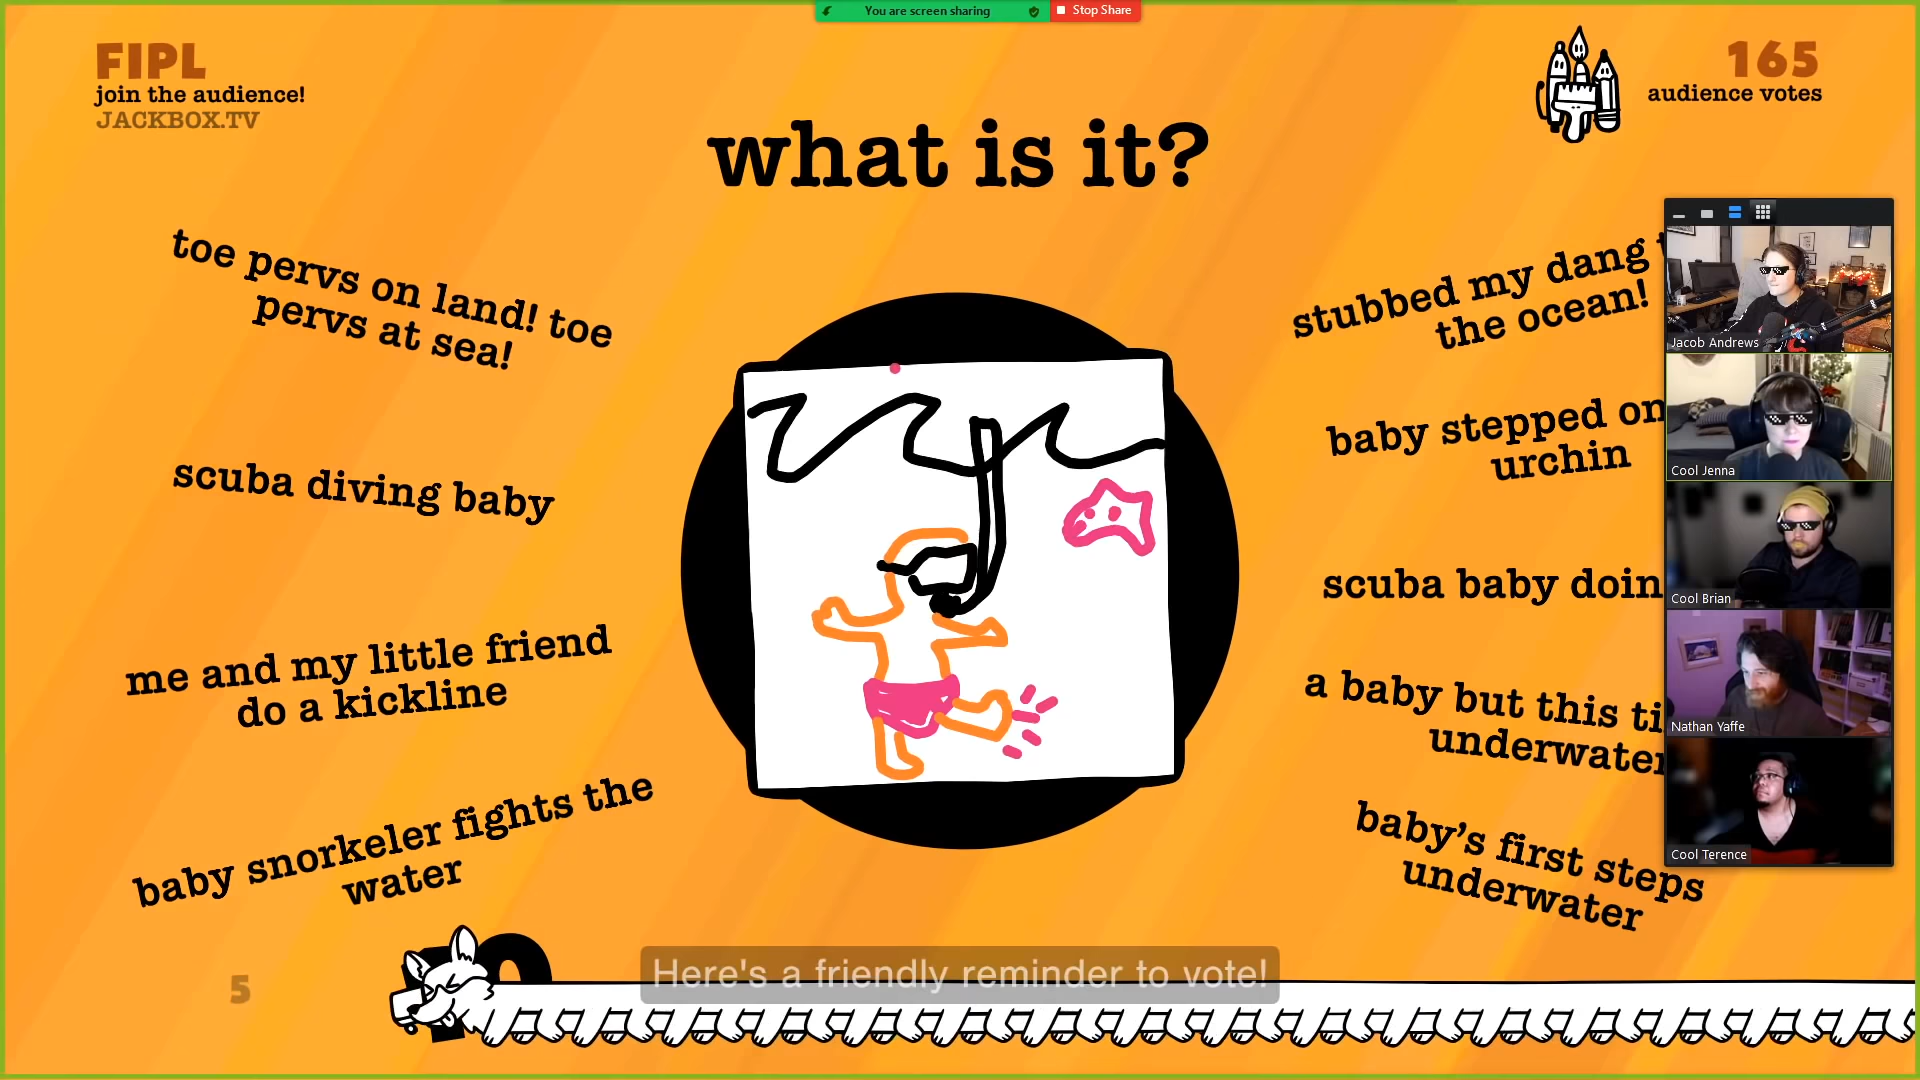 You are screen sharing
Stop Share
FIPL
join the audience!
JACKBOX.TV
165
audience votes
what is it?
toe pervs on land! toe
pervs at sea!
scuba diving baby
me and my little friend
do a kickline
baby snorkeler fights the
water
stubbed my dang
the ocean!
baby stepped on
urchin
scuba baby doin
a baby but this ti
underwater
baby's first steps
underwater
Jacob Andrews
Cool Jenna
Cool Brian
Nathan Yaffe
Cool Terence
5
Here's a friendly reminder to vote!